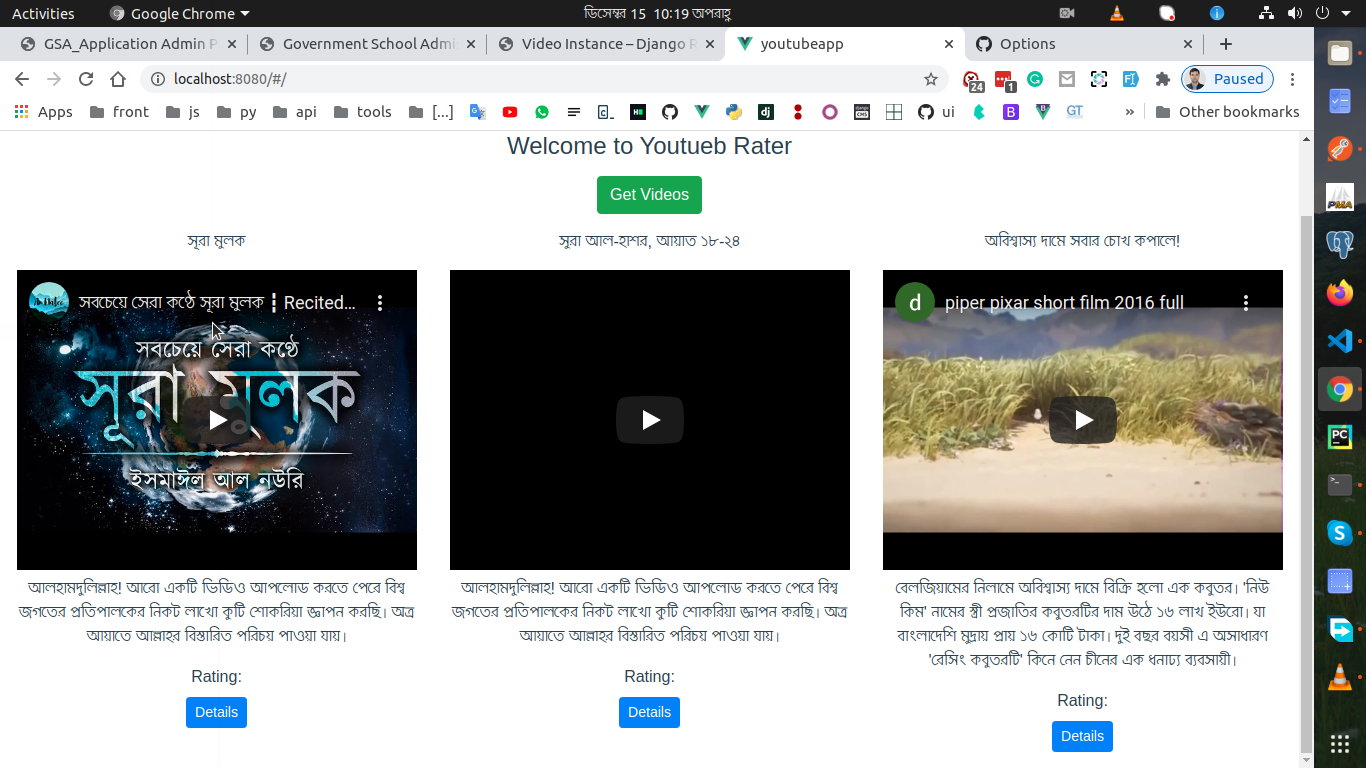 Activities
Google Chrome
ডিসেম্বর 15 10:19 অপরাহ্ণ
GSA_Application Admin P
Government School Admi
Video Instance – Django R
youtubeapp
Options
localhost:8080/#/
24
1
Paused
Apps
front
js
py
api
tools
[...]
ui
GT
»
Other bookmarks
Welcome to Youtueb Rater
Get Videos
সূরা মুলক
সুরা আল-হাশর, আয়াত ১৮-২৪
অবিশ্বাস্য দামে সবার চোখ কপালে!
সবচেয়ে সেরা কণ্ঠে সূরা মুলক ┇ Recited...
সবচেয়ে সেরা কণ্ঠে
সূরা মুলক
ইসমাঈল আল নউরি
d
piper pixar short film 2016 full
আলহামদুলিল্লাহ! আরো একটি ভিডিও আপলোড করতে পেরে বিশ্ব
জগতের প্রতিপালকের নিকট লাখো কুটি শোকরিয়া জ্ঞাপন করছি। অত্র
আয়াতে আল্লাহর বিস্তারিত পরিচয় পাওয়া যায়।
Rating:
Details
আলহামদুলিল্লাহ! আরো একটি ভিডিও আপলোড করতে পেরে বিশ্ব
জগতের প্রতিপালকের নিকট লাখো কুটি শোকরিয়া জ্ঞাপন করছি। অত্র
আয়াতে আল্লাহর বিস্তারিত পরিচয় পাওয়া যায়।
Rating:
Details
বেলজিয়ামের নিলামে অবিশ্বাস্য দামে বিক্রি হলো এক কবুতর। 'নিউ
কিম' নামের স্ত্রী প্রজাতির কবুতরটির দাম উঠে ১৬ লাখ ইউরো। যা
বাংলাদেশি মুদ্রায় প্রায় ১৬ কোটি টাকা। দুই বছর বয়সী এ অসাধারণ
'রেসিং কবুতরটি' কিনে নেন চীনের এক ধনাঢ্য ব্যবসায়ী।
Rating:
Details
PMA
PC